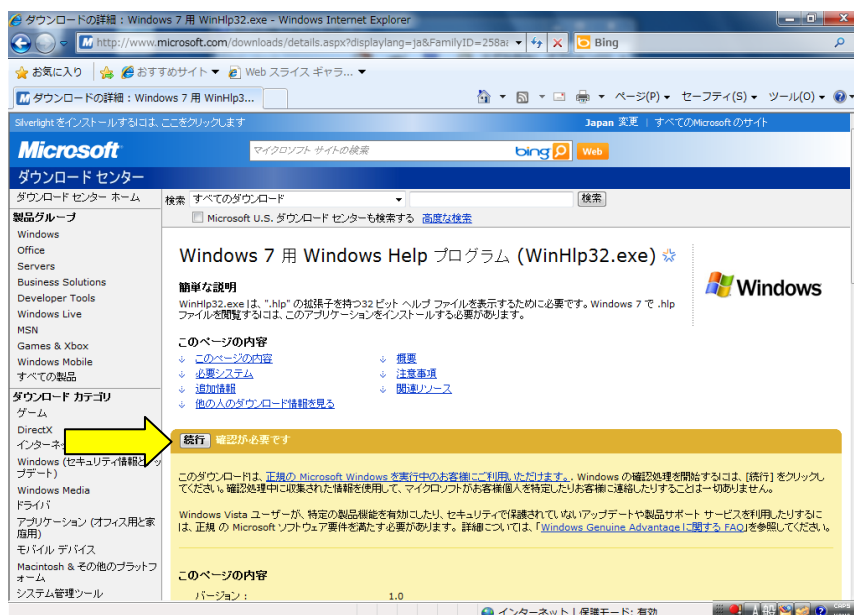 ダウンロードの詳細：Windows 7 用 WinHlp32.exe - Windows Internet Explorer
http://www.microsoft.com/downloads/details.aspx?displaylang=ja&FamilyID=258a
Bing
お気に入り
おすすめサイト
Web スライス ギャラ...
ダウンロードの詳細：Windows 7 用 WinHlp3...
ページ(P)
セーフティ(S)
ツール(O)
Silverlight をインストールするには、ここをクリックします
Japan 変更 | すべてのMicrosoft のサイト
Microsoft
マイクロソフト サイトの検索
bing
Web
ダウンロード センター
ダウンロード センター ホーム
製品グループ
Windows
Office
Servers
Business Solutions
Developer Tools
Windows Live
MSN
Games & Xbox
Windows Mobile
すべての製品
ダウンロード カテゴリ
ゲーム
DirectX
インターネッ
Windows (セキュリティ情報と
プデート)
Windows Media
ドライバ
アプリケーション (オフィス用と家
庭用)
モバイル デバイス
Macintosh & その他のプラットフ
ォーム
システム管理ツール
検索 すべてのダウンロード 検索
Microsoft U.S. ダウンロード センターも検索する 高度な検索
Windows 7 用 Windows Help プログラム (WinHlp32.exe)
Windows
簡単な説明
WinHlp32.exe は、".hlp" の拡張子を持つ32 ビット ヘルプ ファイルを表示するために必要です。Windows 7 で .hlp
ファイルを閲覧するには、このアプリケーションをインストールする必要があります。
このページの内容
このページの内容
概要
必要システム
注意事項
追加情報
関連リソース
他の人のダウンロード情報を見る
続行 確認が必要です
このダウンロードは、正規の Microsoft Windows を実行中のお客様にご利用いただけます。. Windows の確認処理を開始するには、[続行] をクリックし
てください。確認処理中に収集された情報を使用して、マイクロソフトがお客様個人を特定したりお客様に連絡したりすることは一切ありません。
Windows Vista ユーザーが、特定の製品機能を有効にしたり、セキュリティで保護されていないアップデートや製品サポート サービスを利用したりするに
は、正規 の Microsoft ソフトウェア要件を満たす必要があります。詳細については、「Windows Genuine Advantage に関する FAQ」を参照してください。
このページの内容
バージョン： 1.0
インターネット | 保護モード: 有効